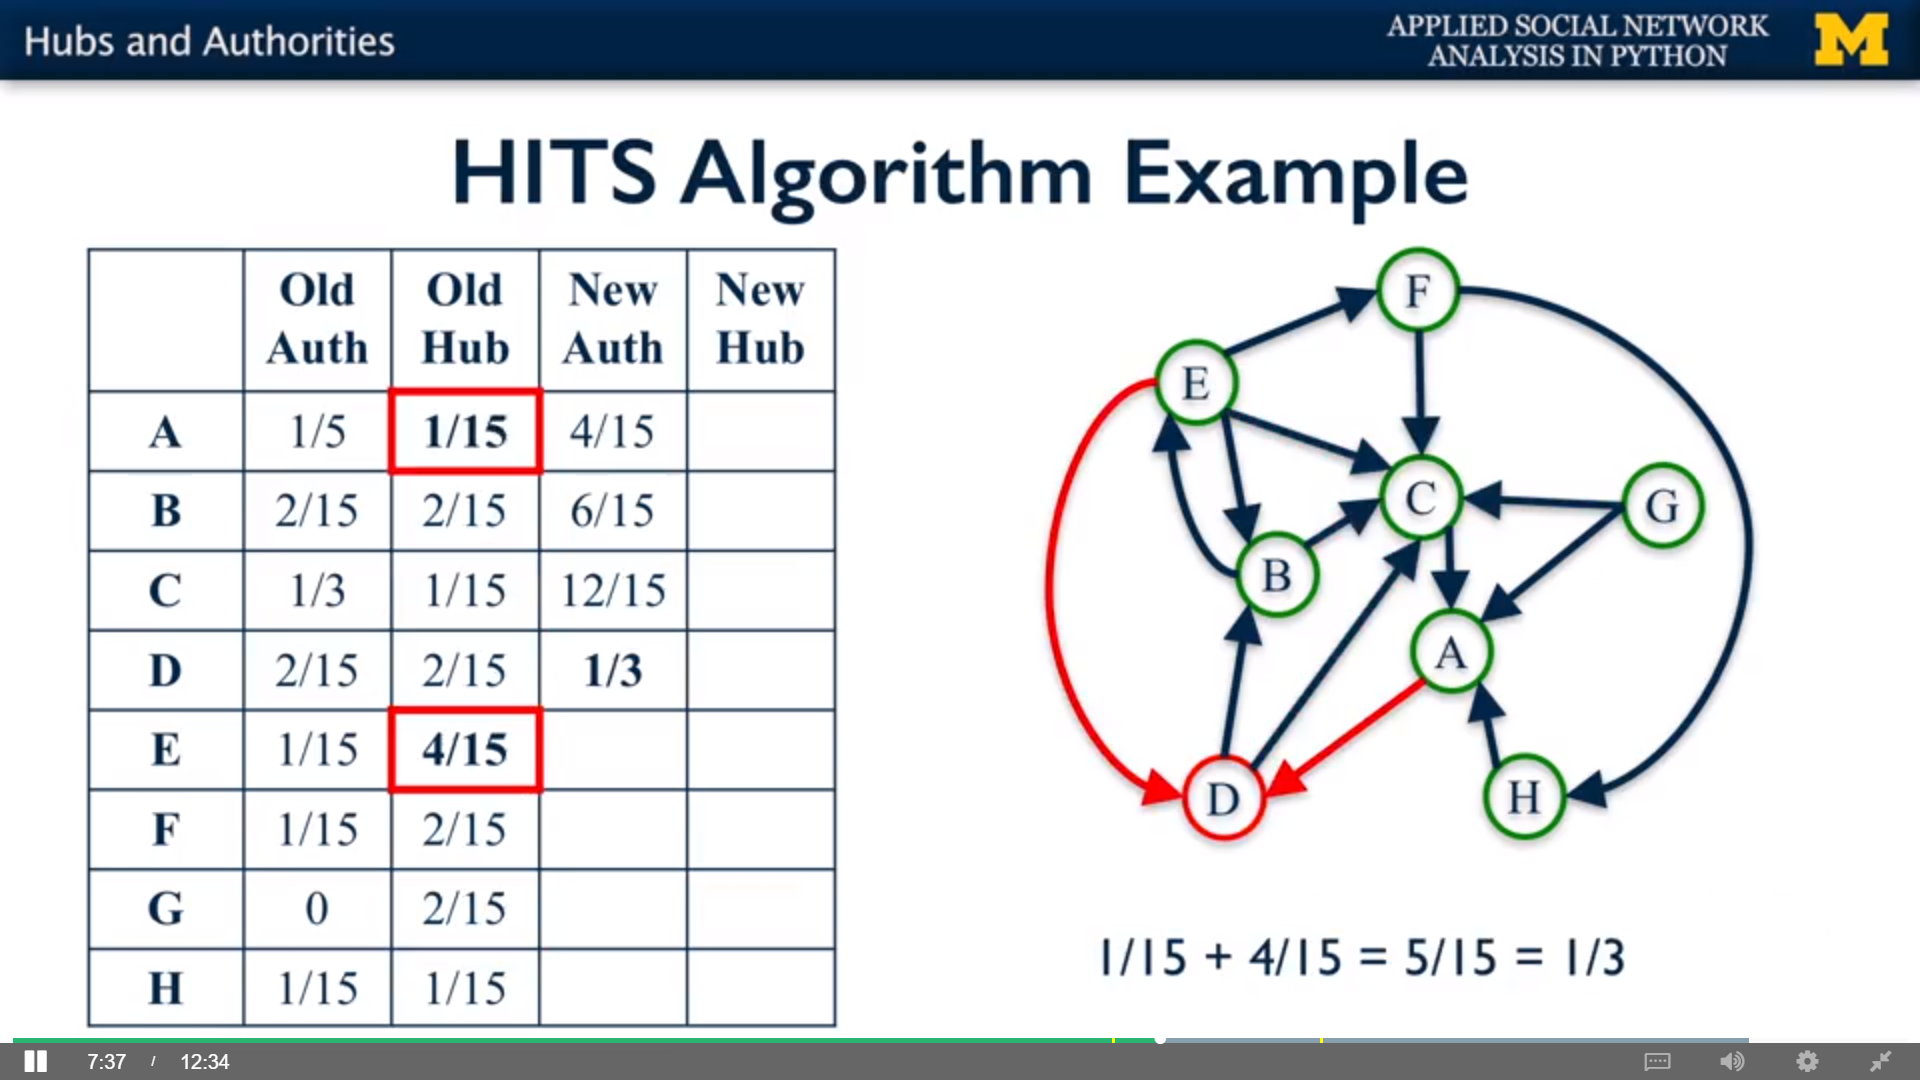 Hubs and Authorities
APPLIED SOCIAL NETWORK
ANALYSIS IN PYTHON
M
HITS Algorithm Example
Old Auth Old Hub New Auth New Hub
A 1/5 1/15 4/15
B 2/15 2/15 6/15
C 1/3 1/15 12/15
D 2/15 2/15 1/3
E 1/15 4/15
F 1/15 2/15
G 0 2/15
H 1/15 1/15
F
E
C
G
B
A
D
H
1/15 + 4/15 = 5/15 = 1/3
7:37 / 12:34